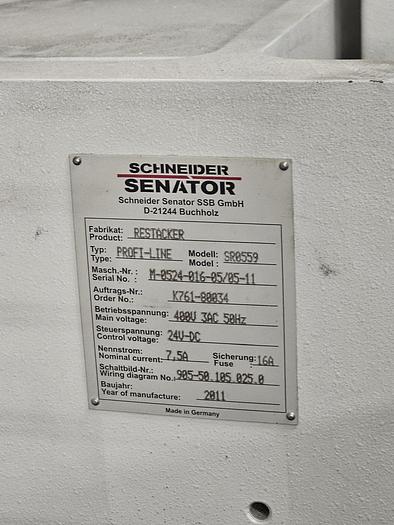 SCHNEIDER
SENATOR
Schneider Senator SSB GmbH
D-21244 Buchholz
Fabrikat:
Product: RESTACKER
Typ: Modell:
Type: PROFI-LINE Model: SR0559
Masch.-Nr.:
Serial No.: M-0524-016-05/05-11
Auftrags-Nr.:
Order No.: K761-80034
Betriebsspannung:
Main voltage: 400V 3AC 50Hz
Steuerspannung:
Control voltage: 24V-DC
Nennstrom: Sicherung:
Nominal current: 7,5A Fuse : 16A
Schaltbild-Nr.:
Wiring diagram No.: 905-50.105 025.0
Baujahr:
Year of manufacture: 2011
Made in Germany